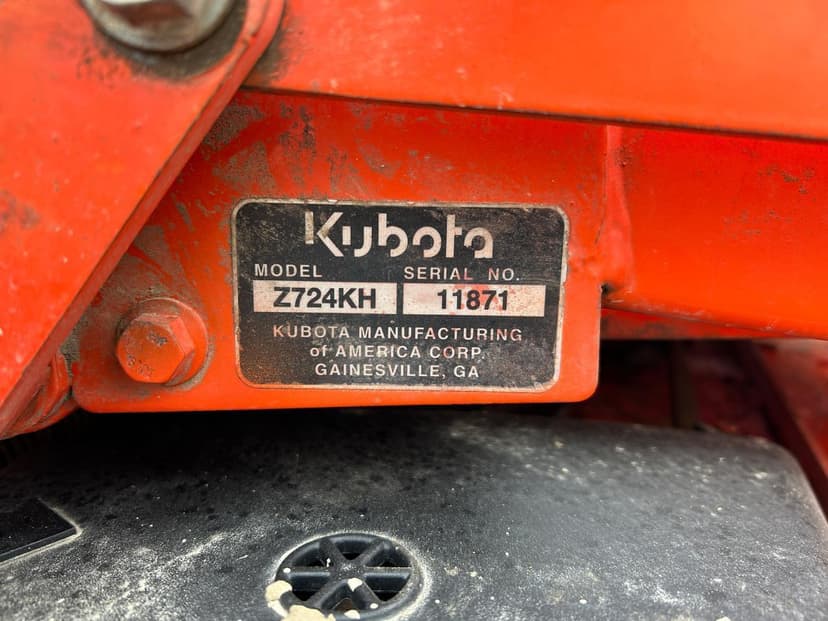 Kubota
MODEL SERIAL NO.
Z724KH 11871
KUBOTA MANUFACTURING
of AMERICA CORP.
GAINESVILLE, GA